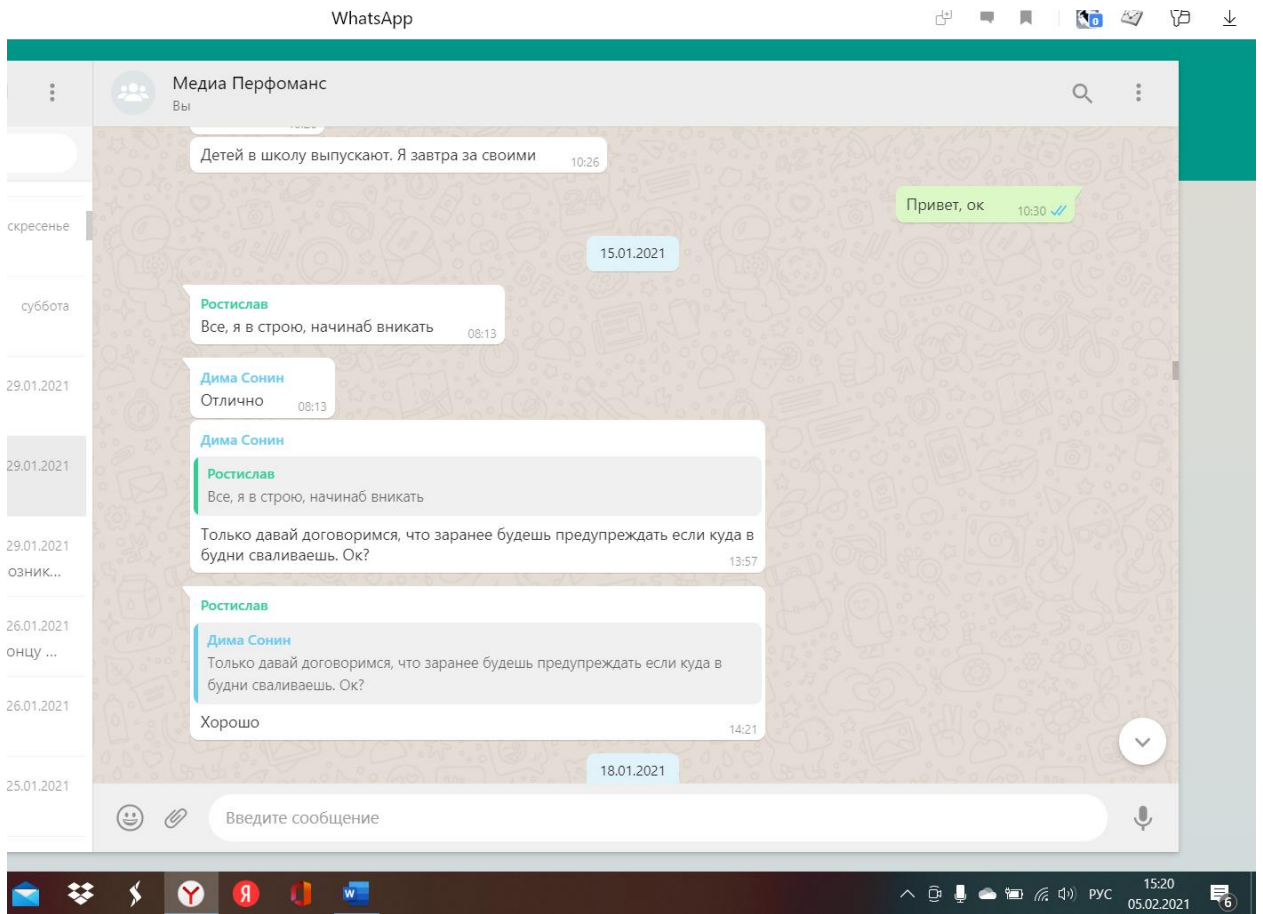 WhatsApp
Медиа Перфоманс
Вы
Детей в школу выпускают. Я завтра за своими
10:26
Привет, ок
10:30
15.01.2021
Ростислав
Все, я в строю, начинаб вникать
08:13
Дима Сонин
Отлично
08:13
Дима Сонин
Ростислав
Все, я в строю, начинаб вникать
Только давай договоримся, что заранее будешь предупреждать если куда в
будни сваливаешь. Ок?
13:57
Ростислав
Дима Сонин
Только давай договоримся, что заранее будешь предупреждать если куда в
будни сваливаешь. Ок?
Хорошо
14:21
18.01.2021
Введите сообщение
скресенье
суббота
29.01.2021
29.01.2021
29.01.2021
озник...
26.01.2021
онцу ...
26.01.2021
25.01.2021
РУС
15:20
05.02.2021
6